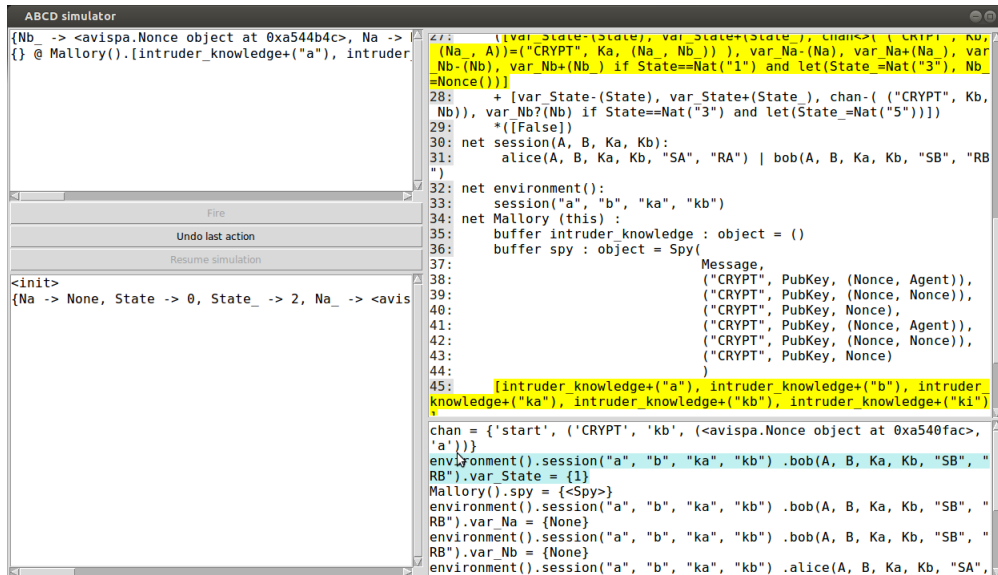 ABCD simulator
{Nb_ -> <avispa.Nonce object at 0xa544b4c>, Na ->
{} @ Mallory().[intruder_knowledge+("a"), intruder_
Fire
Undo last action
Resume simulation
<init>
{Na -> None, State -> 0, State_ -> 2, Na_ -> <avis
27:     ([var_State-(State), var_State+(State_), chan<>( ("CRYPT", Kb,
 (Na_, A))=("CRYPT", Ka, (Na_, Nb_)) ), var_Na-(Na), var_Na+(Na_), var
_Nb-(Nb), var_Nb+(Nb_) if State==Nat("1") and let(State_=Nat("3"), Nb_
=Nonce())]
28:     + [var_State-(State), var_State+(State_), chan-( ("CRYPT", Kb,
 Nb)), var_Nb?(Nb) if State==Nat("3") and let(State_=Nat("5"))])
29:     *([False])
30: net session(A, B, Ka, Kb):
31:      alice(A, B, Ka, Kb, "SA", "RA") | bob(A, B, Ka, Kb, "SB", "RB
")
32: net environment():
33:     session("a", "b", "ka", "kb")
34: net Mallory (this) :
35:     buffer intruder_knowledge : object = ()
36:     buffer spy : object = Spy(
37:                               Message,
38:                               ("CRYPT", PubKey, (Nonce, Agent)),
39:                               ("CRYPT", PubKey, (Nonce, Nonce)),
40:                               ("CRYPT", PubKey, Nonce),
41:                               ("CRYPT", PubKey, (Nonce, Agent)),
42:                               ("CRYPT", PubKey, (Nonce, Nonce)),
43:                               ("CRYPT", PubKey, Nonce)
44:                               )
45:     [intruder_knowledge+("a"), intruder_knowledge+("b"), intruder_
knowledge+("ka"), intruder_knowledge+("kb"), intruder_knowledge+("ki")
chan = {'start', ('CRYPT', 'kb', (<avispa.Nonce object at 0xa540fac>,
'a'))}
environment().session("a", "b", "ka", "kb") .bob(A, B, Ka, Kb, "SB", "
RB").var_State = {1}
Mallory().spy = {<Spy>}
environment().session("a", "b", "ka", "kb") .bob(A, B, Ka, Kb, "SB", "
RB").var_Na = {None}
environment().session("a", "b", "ka", "kb") .bob(A, B, Ka, Kb, "SB", "
RB").var_Nb = {None}
environment().session("a", "b", "ka", "kb") .alice(A, B, Ka, Kb, "SA",